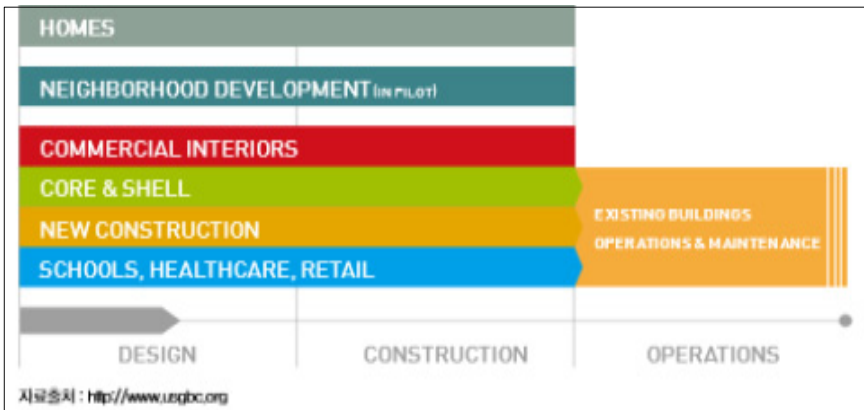 HOMES
NEIGHBORHOOD DEVELOPMENT (IN PILOT)
COMMERCIAL INTERIORS
CORE & SHELL
NEW CONSTRUCTION
SCHOOLS, HEALTHCARE, RETAIL
EXISTING BUILDINGS
OPERATIONS & MAINTENANCE
DESIGN CONSTRUCTION OPERATIONS
자료출처 : http://www.usgbc.org